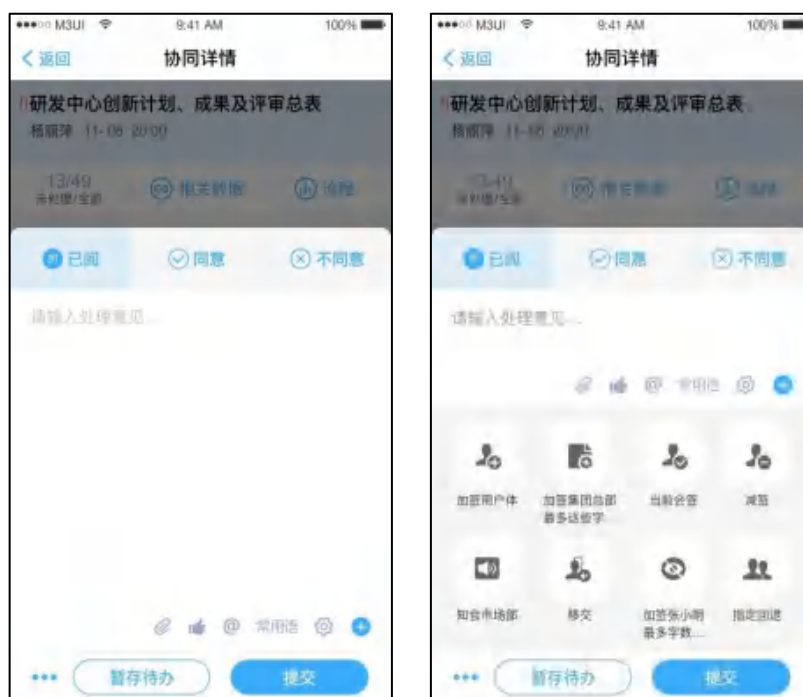 M3UI 9:41 AM 100%
返回 协同详情
研发中心创新计划、成果及评审总表
杨丽萍 11-08 20:00
13/49
未处理/全部
相关数据 流程
已阅 同意 不同意
请输入处理意见...
@ 常用语
暂存待办 提交
M3UI 9:41 AM 100%
返回 协同详情
研发中心创新计划、成果及评审总表
13/49
已阅 同意 不同意
请输入处理意见...
@ 常用语
加签用户体 加签集团总部 当前会签 减签
最多这些字...
知会市场部 移交 加签张小明 指定回退
最多字数...
暂存待办 提交